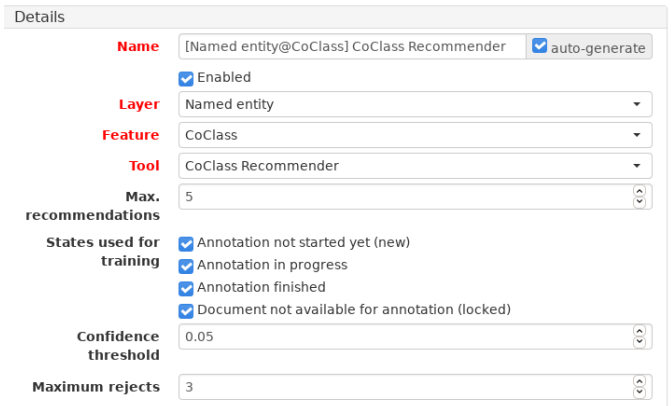 Details
Name [Named entity@CoClass] CoClass Recommender auto-generate
Enabled
Layer Named entity
Feature CoClass
Tool CoClass Recommender
Max. 5
recommendations
States used for Annotation not started yet (new)
training Annotation in progress
Annotation finished
Document not available for annotation (locked)
Confidence 0.05
threshold
Maximum rejects 3